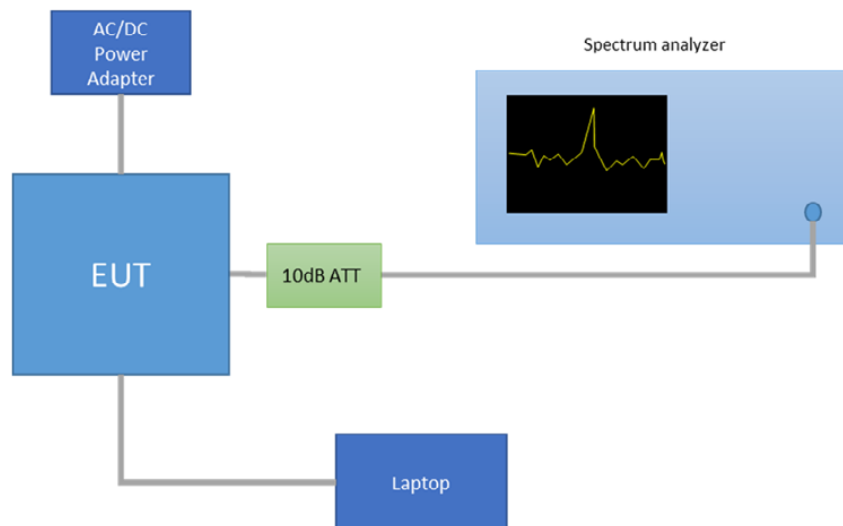 AC/DC
Power
Adapter
Spectrum analyzer
EUT
10dB ATT
Laptop